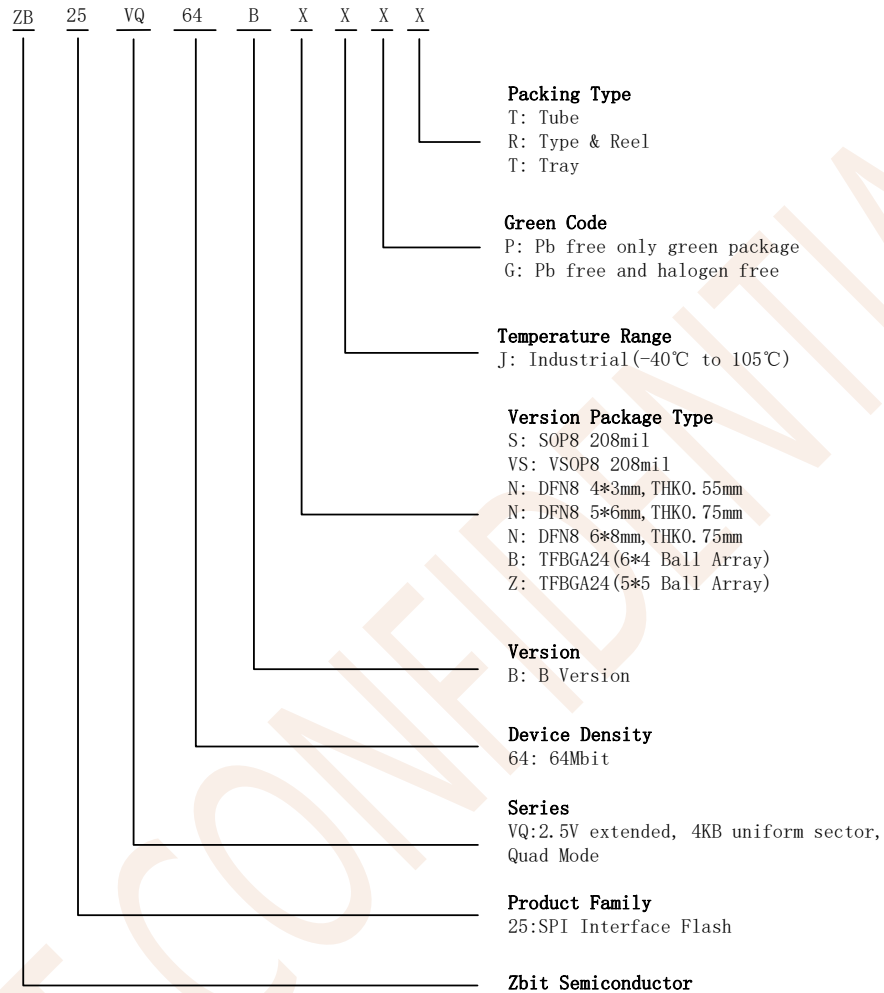 ZB 25 VQ 64 B X X X X
Packing Type
T: Tube
R: Type & Reel
T: Tray
Green Code
P: Pb free only green package
G: Pb free and halogen free
Temperature Range
J: Industrial(-40℃ to 105℃)
Version Package Type
S: SOP8 208mil
VS: VSOP8 208mil
N: DFN8 4*3mm,THK0.55mm
N: DFN8 5*6mm,THK0.75mm
N: DFN8 6*8mm,THK0.75mm
B: TFBGA24(6*4 Ball Array)
Z: TFBGA24(5*5 Ball Array)
Version
B: B Version
Device Density
64: 64Mbit
Series
VQ:2.5V extended, 4KB uniform sector,
Quad Mode
Product Family
25:SPI Interface Flash
Zbit Semiconductor
T CONFIDENTIA